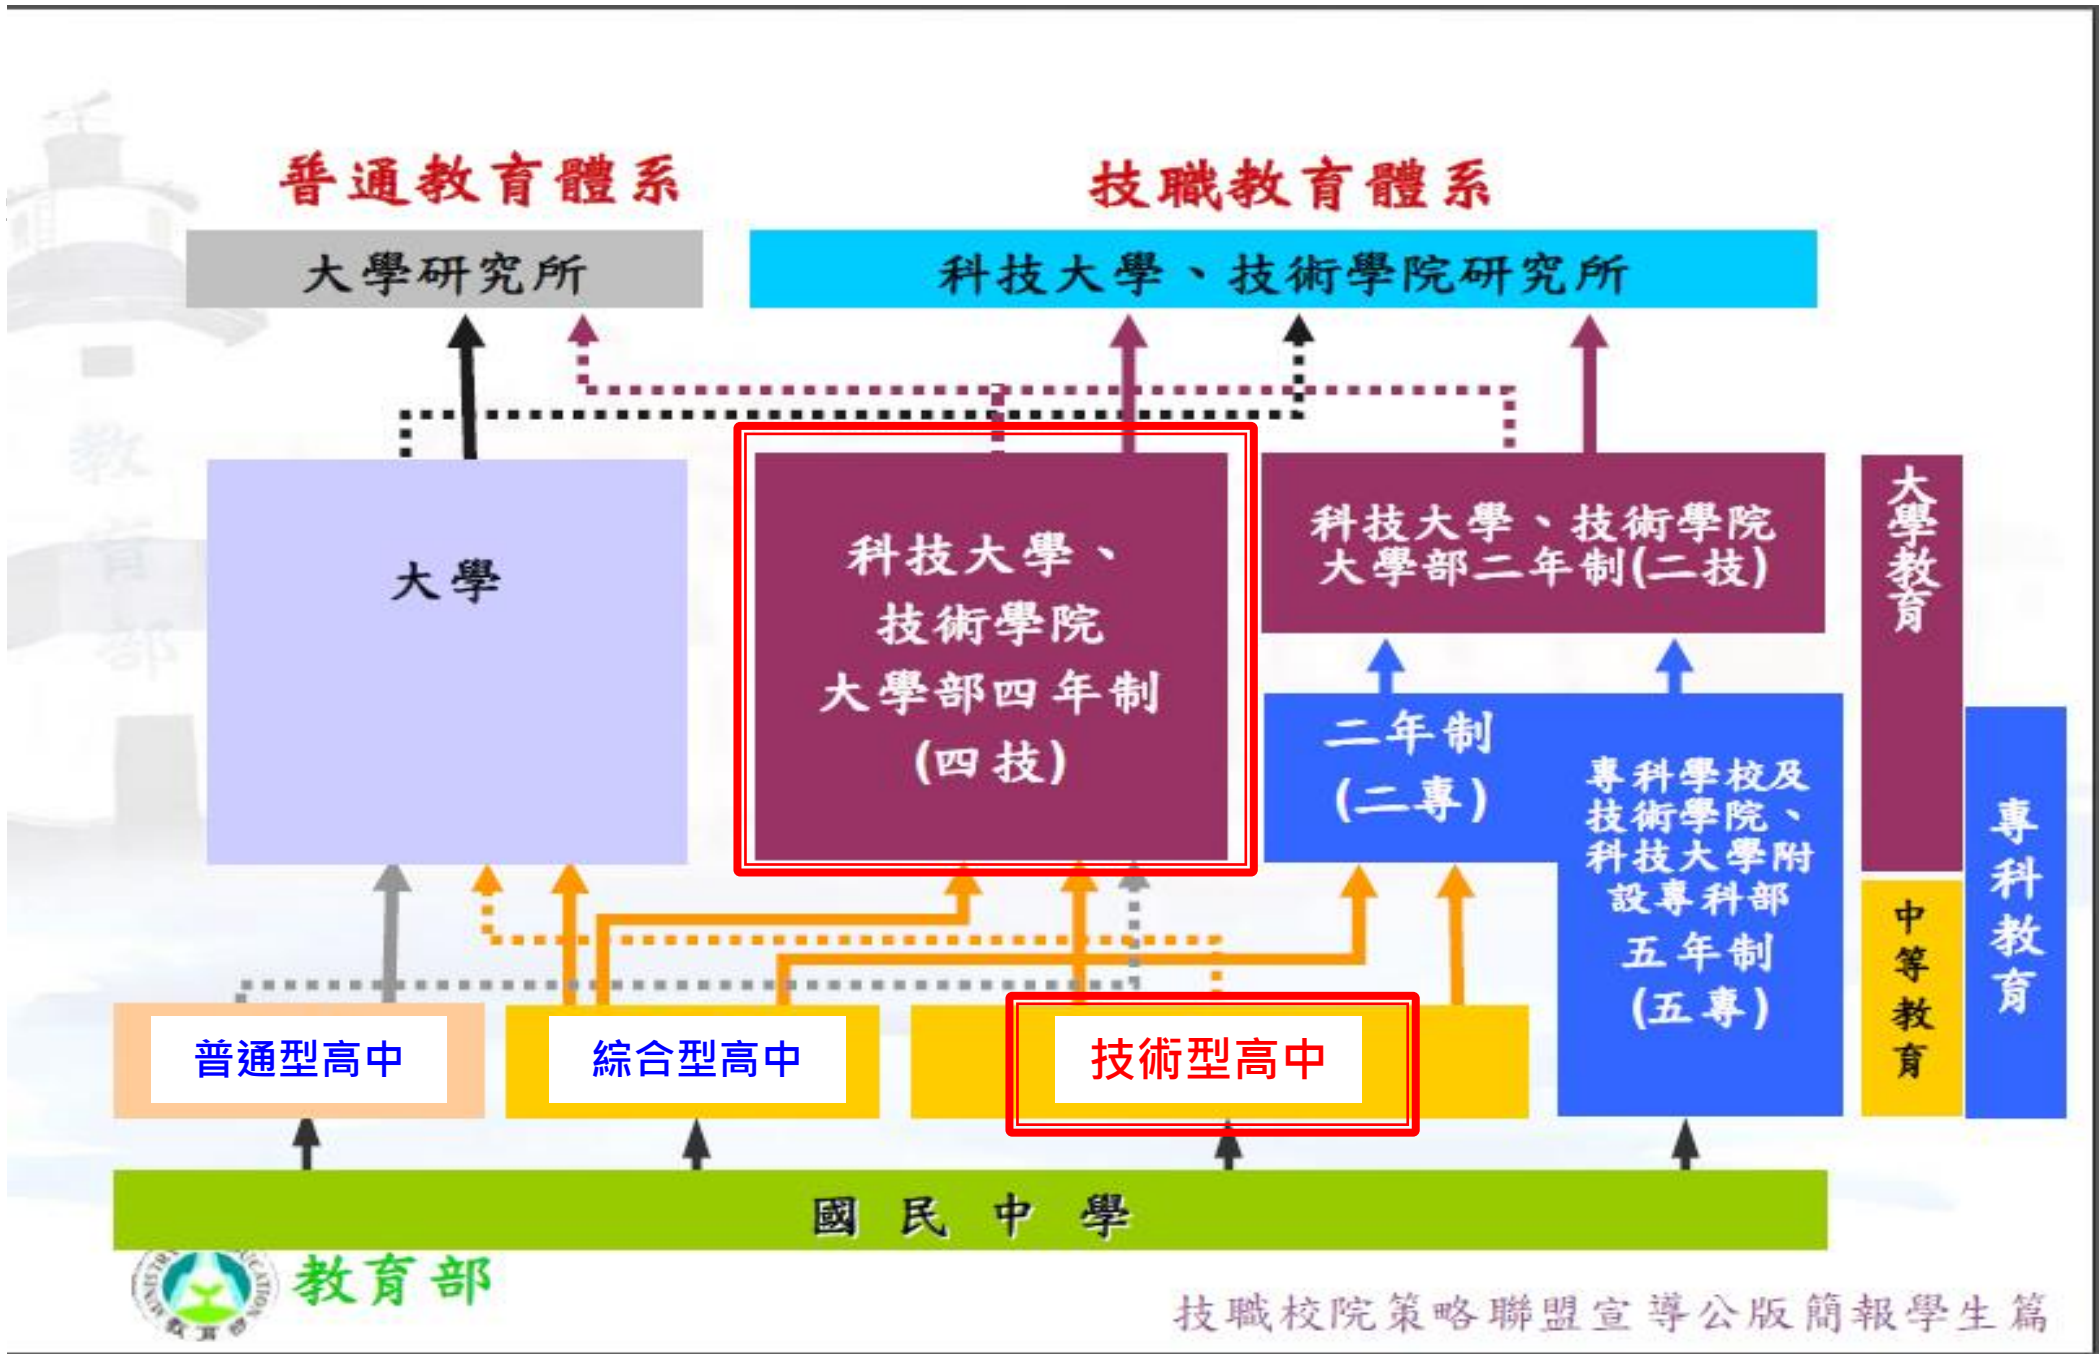 普通教育體系
技職教育體系
大學研究所
科技大學、技術學院研究所
大學
科技大學、
技術學院
大學部四年制
(四技)
科技大學、技術學院
大學部二年制(二技)
二年制
(二專)
專科學校及
技術學院、
科技大學附
設專科部
五年制
(五專)
大學教育
中等教育
專科教育
普通型高中
綜合型高中
技術型高中
國民中學
教育部
教育部
技職校院策略聯盟宣導公版簡報學生篇